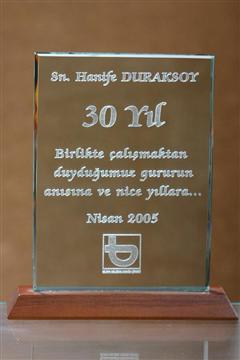 Sn. Hanife DURAKSOY
30 Yıl
Birlikte çalışmaktan
duyduğumuz gururun
anısına ve nice yıllara...
Nisan 2005